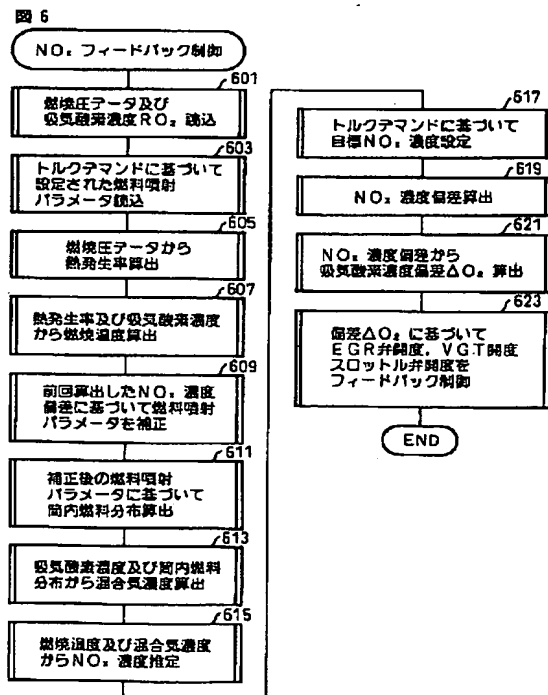 図 6
NOx フィードバック制御
601
燃焼圧データ及び
吸気酸素濃度RO₂ 読込
603
トルクデマンドに基づいて
設定された燃料噴射
パラメータ読込
605
燃焼圧データから
熱発生率算出
607
熱発生率及び吸気酸素濃度
から燃焼温度算出
609
前回算出したNOx 濃度
偏差に基づいて燃料噴射
パラメータを補正
611
補正後の燃料噴射
パラメータに基づいて
筒内燃料分布算出
613
吸気酸素濃度及び筒内燃料
分布から混合気濃度算出
615
燃焼温度及び混合気濃度
からNOx 濃度推定
617
トルクデマンドに基づいて
目標NOx 濃度設定
619
NOx 濃度偏差算出
621
NOx 濃度偏差から
吸気酸素濃度偏差ΔO₂ 算出
623
偏差ΔO₂ に基づいて
EGR弁開度,VGT開度
スロットル弁開度を
フィードバック制御
END